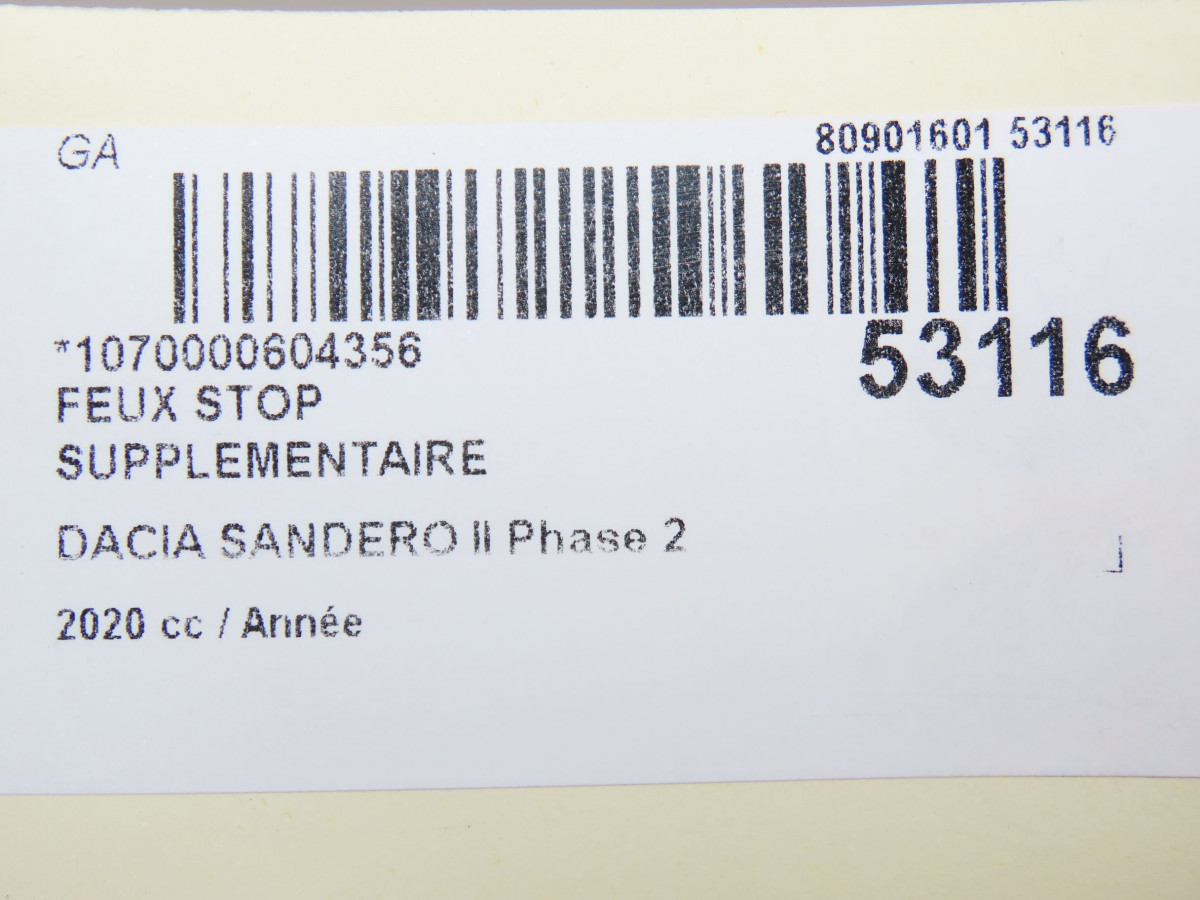 GA
80901601 53116
*1070000604356
53116
FEUX STOP
SUPPLEMENTAIRE
DACIA SANDERO II Phase 2
2020 cc / Année